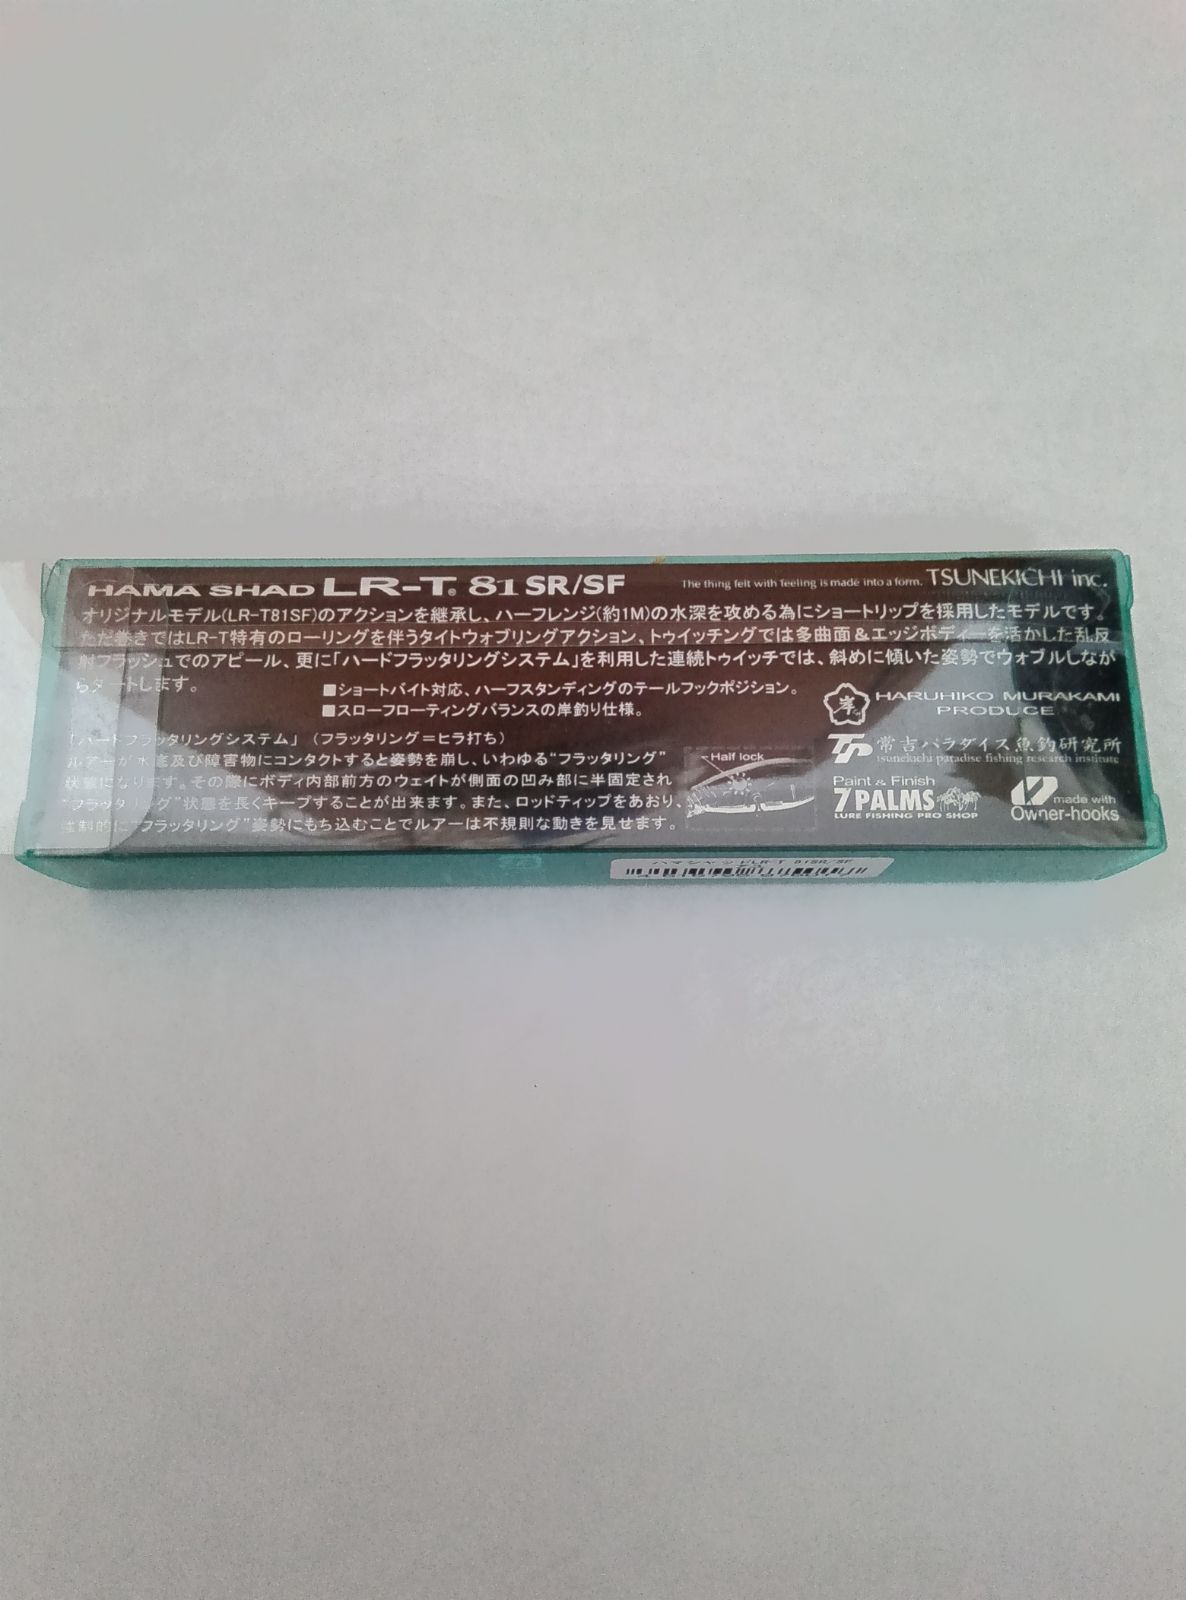 HAMA SHAD LR-T® 81 SR/SF
The thing felt with feeling is made into a form. TSUNEKICHI inc.
オリジナルモデル(LR-T81SF)のアクションを継承し、ハーフレンジ(約1M)の水深を攻める為にショートリップを採用したモデルです。
ただ巻きではLR-T特有のローリングを伴うタイトウォブリングアクション、トゥイッチングでは多曲面&エッジボディーを活かした乱反
射フラッシュでのアピール、更に「ハードフラッタリングシステム」を利用した連続トゥイッチでは、斜めに傾いた姿勢でウォブルしなが
らタートします。
■ショートバイト対応、ハーフスタンディングのテールフックポジション。
■スローフローティングバランスの岸釣り仕様。
「ハードフラッタリングシステム」(フラッタリング=ヒラ打ち)
ルアーが水底及び障害物にコンタクトすると姿勢を崩し、いわゆる“フラッタリング”
状態になります。その際にボディ内部前方のウェイトが側面の凹み部に半固定され
“フラッタリング”状態を長くキープすることが出来ます。また、ロッドティップをあおり、
強制的に“フラッタリング”姿勢にもち込むことでルアーは不規則な動きを見せます。
Half lock
岸
HARUHIKO MURAKAMI
PRODUCE
常吉パラダイス魚釣研究所
tsunekichi paradise fishing research institute
Paint & Finish
7 PALMS
LURE FISHING PRO SHOP
made with
Owner-hooks
ハマシャッドLR-T 81SR/SF